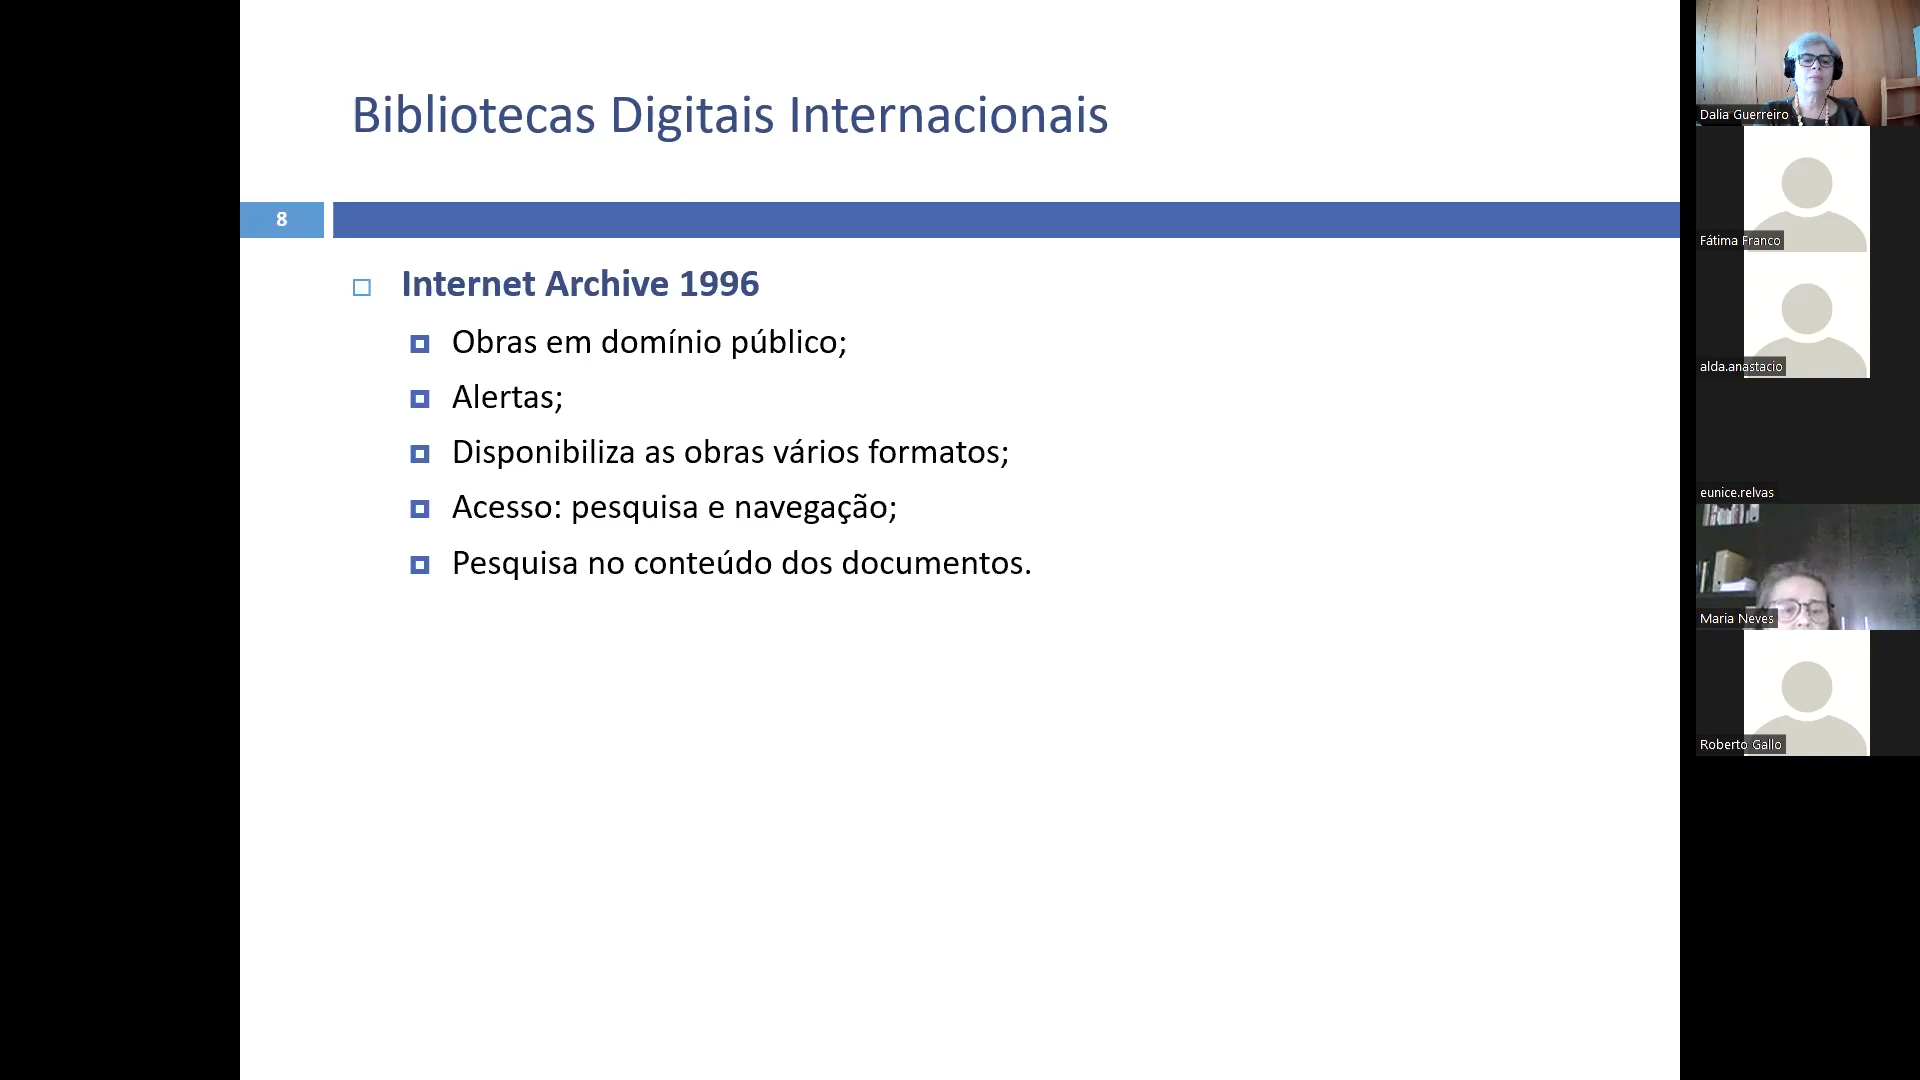 Bibliotecas Digitais Internacionais
8
Internet Archive 1996
Obras em domínio público;
Alertas;
Disponibiliza as obras vários formatos;
Acesso: pesquisa e navegação;
Pesquisa no conteúdo dos documentos.
Dalia Guerreiro
Fátima Franco
alda.anastacio
eunice.relvas
Maria Neves
Roberto Gallo